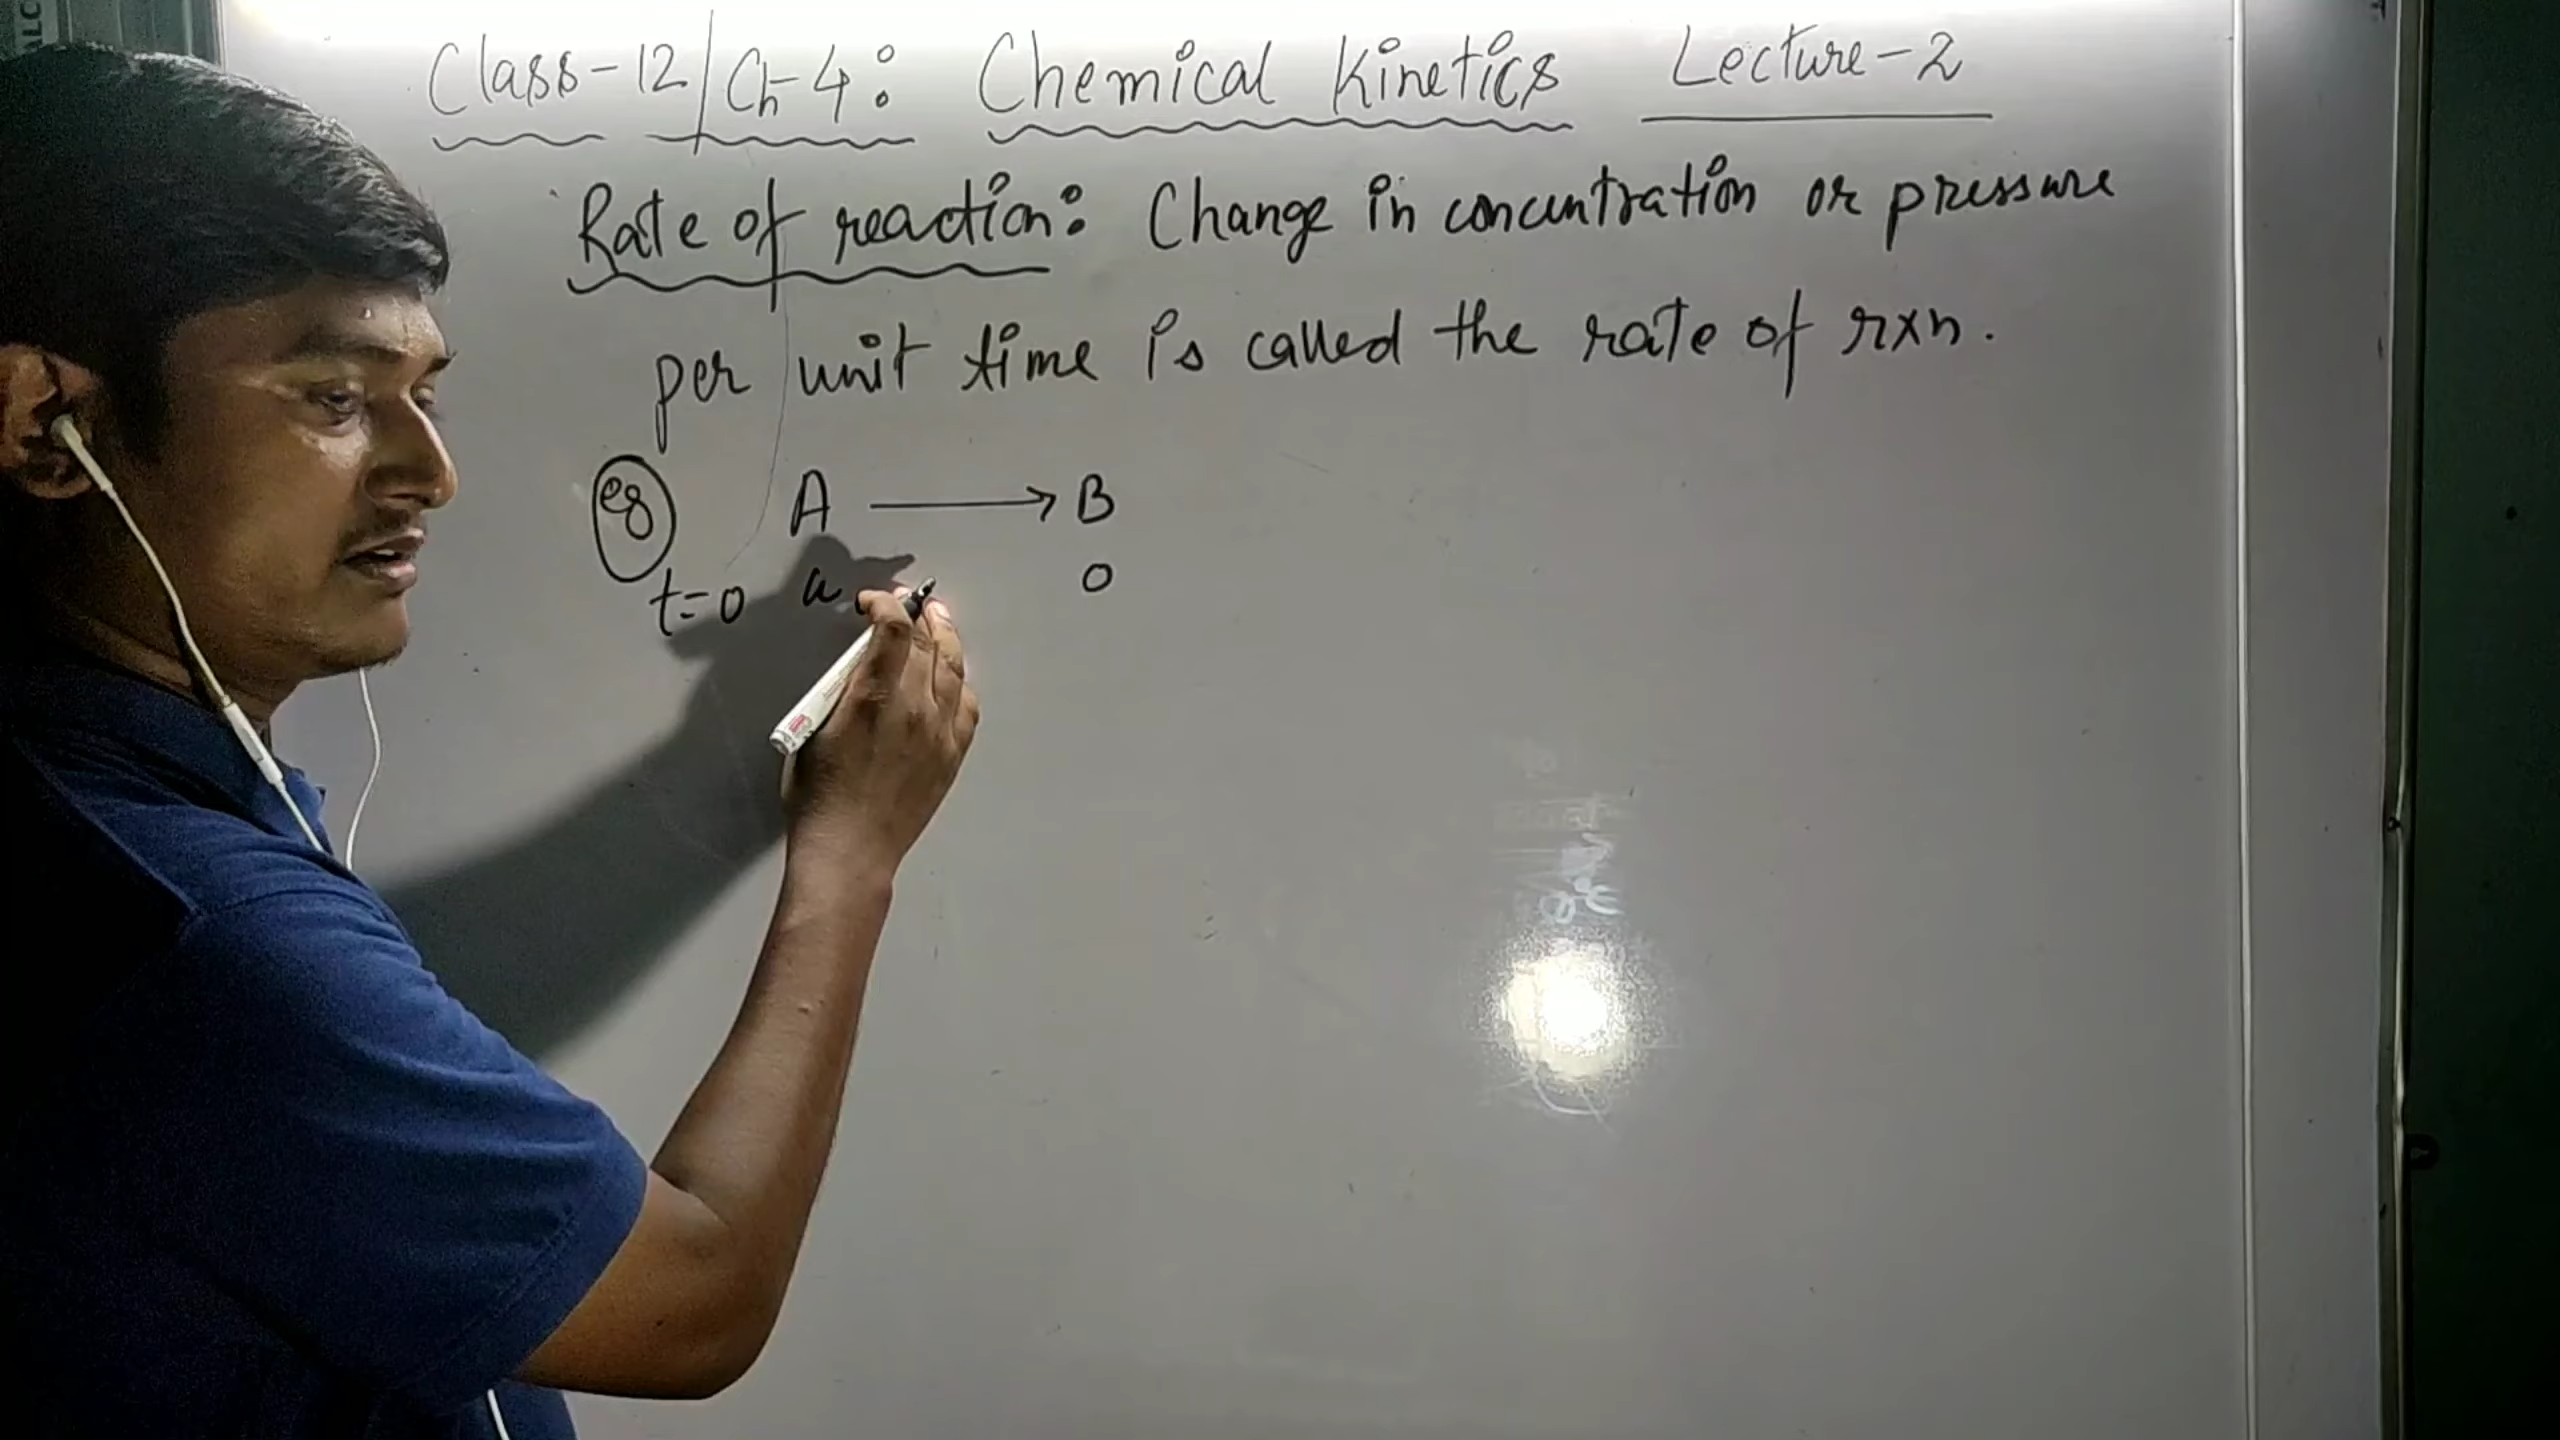 Class-12/Ch-4: Chemical Kinetics Lecture-2
Rate of reaction: Change in concentration or pressure
per unit time is called the rate of rxn.
eg A → B
t=0 a 0